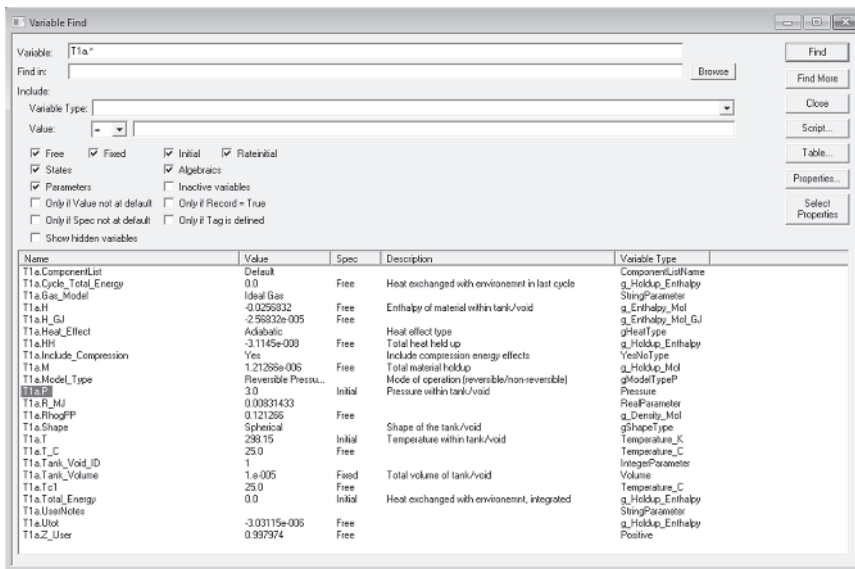 Variable Find
Variable: T1a.*
Find in: Browse
Include:
Variable Type:
Value: =
Free Fixed Initial Rateinitial
States Algebraics
Parameters Inactive variables
Only if Value not at default Only if Record = True
Only if Spec not at default Only if Tag is defined
Show hidden variables
Find
Find More
Close
Script...
Table...
Properties...
Select Properties
Name Value Spec Description Variable Type
T1a.ComponentList Default ComponentListName
T1a.Cycle_Total_Energy 0.0 Free Heat exchanged with environemnt in last cycle g_Holdup_Enthalpy
T1a.Gas_Model Ideal Gas StringParameter
T1a.H -0.0256832 Free Enthalpy of material within tank/void g_Enthalpy_Mol
T1a.H_GJ -2.56832e-005 Free g_Enthalpy_Mol_GJ
T1a.Heat_Effect Adiabatic Heat effect type gHeatType
T1a.HH -3.1145e-008 Free Total heat held up g_Holdup_Enthalpy
T1a.Include_Compression Yes Include compression energy effects YesNoType
T1a.M 1.21266e-006 Free Total material holdup g_Holdup_Mol
T1a.Model_Type Reversible Pressu... Mode of operation (reversible/non-reversible) gModelTypeP
T1a.P 3.0 Initial Pressure within tank/void Pressure
T1a.R_MJ 0.00831433 RealParameter
T1a.RhogPP 0.121266 Free g_Density_Mol
T1a.Shape Spherical Shape of the tank/void gShapeType
T1a.T 298.15 Initial Temperature within tank/void Temperature_K
T1a.T_C 25.0 Free Temperature_C
T1a.Tank_Void_ID 1 IntegerParameter
T1a.Tank_Volume 1.e-005 Fixed Total volume of tank/void Volume
T1a.Tc1 25.0 Free Temperature_C
T1a.Total_Energy 0.0 Initial Heat exchanged with environemnt, integrated g_Holdup_Enthalpy
T1a.UserNotes StringParameter
T1a.Utot -3.03115e-006 Free g_Holdup_Enthalpy
T1a.Z_User 0.997974 Free Positive